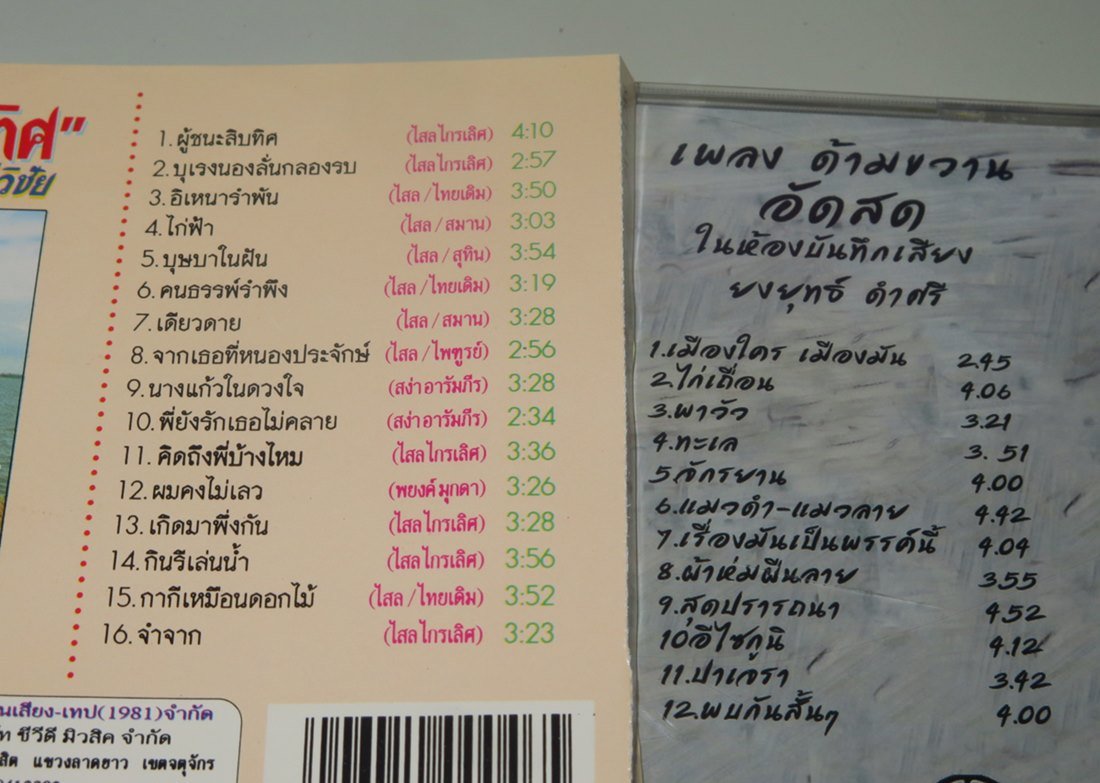 ทิศ"
วิชัย
1. ผู้ชนะสิบทิศ (ไสล ไกรเลิศ) 4:10
2. บุเรงนองลั่นกลองรบ (ไสล ไกรเลิศ) 2:57
3. อิเหนารำพัน (ไสล / ไทยเดิม) 3:50
4. ไก่ฟ้า (ไสล / สมาน) 3:03
5. บุษบาในฝัน (ไสล / สุทิน) 3:54
6. คนธรรพ์รำพึง (ไสล / ไทยเดิม) 3:19
7. เดียวดาย (ไสล / สมาน) 3:28
8. จากเธอที่หนองประจักษ์ (ไสล / ไพฑูรย์) 2:56
9. นางแก้วในดวงใจ (สง่า อารัมภีร) 3:28
10. พี่ยังรักเธอไม่คลาย (สง่า อารัมภีร) 2:34
11. คิดถึงพี่บ้างไหม (ไสล ไกรเลิศ) 3:36
12. ผมคงไม่เลว (พยงค์ มุกดา) 3:26
13. เกิดมาพึ่งกัน (ไสล ไกรเลิศ) 3:28
14. กินรีเล่นน้ำ (ไสล ไกรเลิศ) 3:56
15. กากีเหมือนดอกไม้ (ไสล / ไทยเดิม) 3:52
16. จำจาก (ไสล ไกรเลิศ) 3:23
นเสียง-เทป(1981)จำกัด
ัท ซีวีดี มิวสิค จำกัด
แขวงลาดยาว เขตจตุจักร
เพลง ด้ามขวาน
อัดสด
ในห้องบันทึกเสียง
ยงยุทธ์ ดำศรี
1.เมืองใคร เมืองมัน 2.45
2.ไก่เถื่อน 4.06
3.พาวัว 3.21
4.ทะเล 3.51
5.จักรยาน 4.00
6.แมวดำ-แมวลาย 4.42
7.เรื่องมันเป็นพรรค์นี้ 4.04
8.ผ้าห่มผืนลาย 3.55
9.สุดปรารถนา 4.52
10.อีไซกูนิ 4.12
11.ปาเจรา 3.42
12.พบกันสั้นๆ 4.00